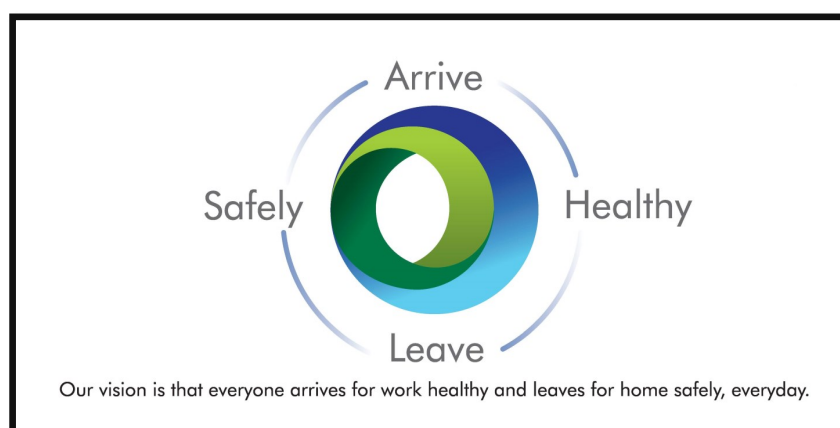 Arrive
Safely Healthy
Leave
Our vision is that everyone arrives for work healthy and leaves for home safely, everyday.